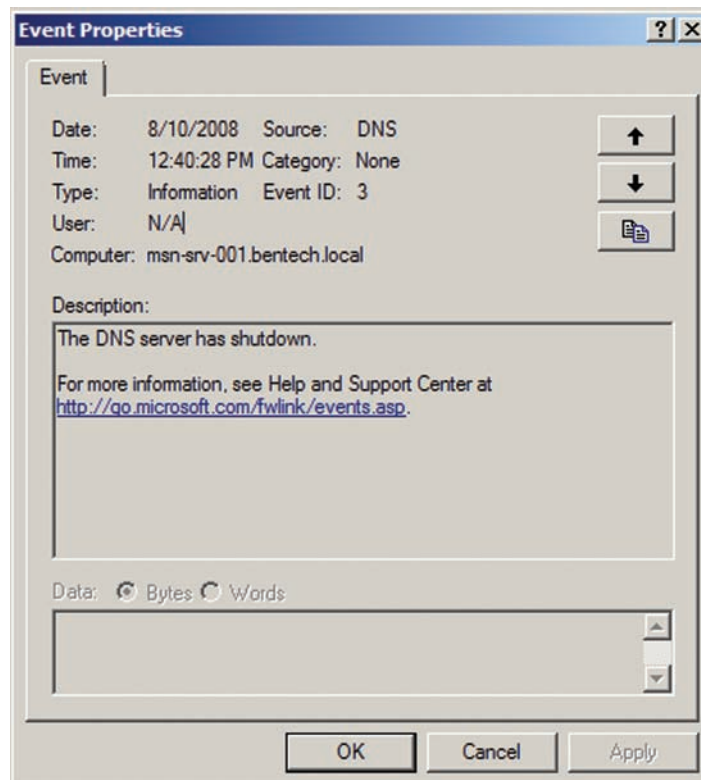 Event Properties
Event
Date: 8/10/2008 Source: DNS
Time: 12:40:28 PM Category: None
Type: Information Event ID: 3
User: N/A
Computer: msn-srv-001.bentech.local
Description:
The DNS server has shutdown.
For more information, see Help and Support Center at
http://go.microsoft.com/fwlink/events.asp.
Data: Bytes Words
OK Cancel Apply